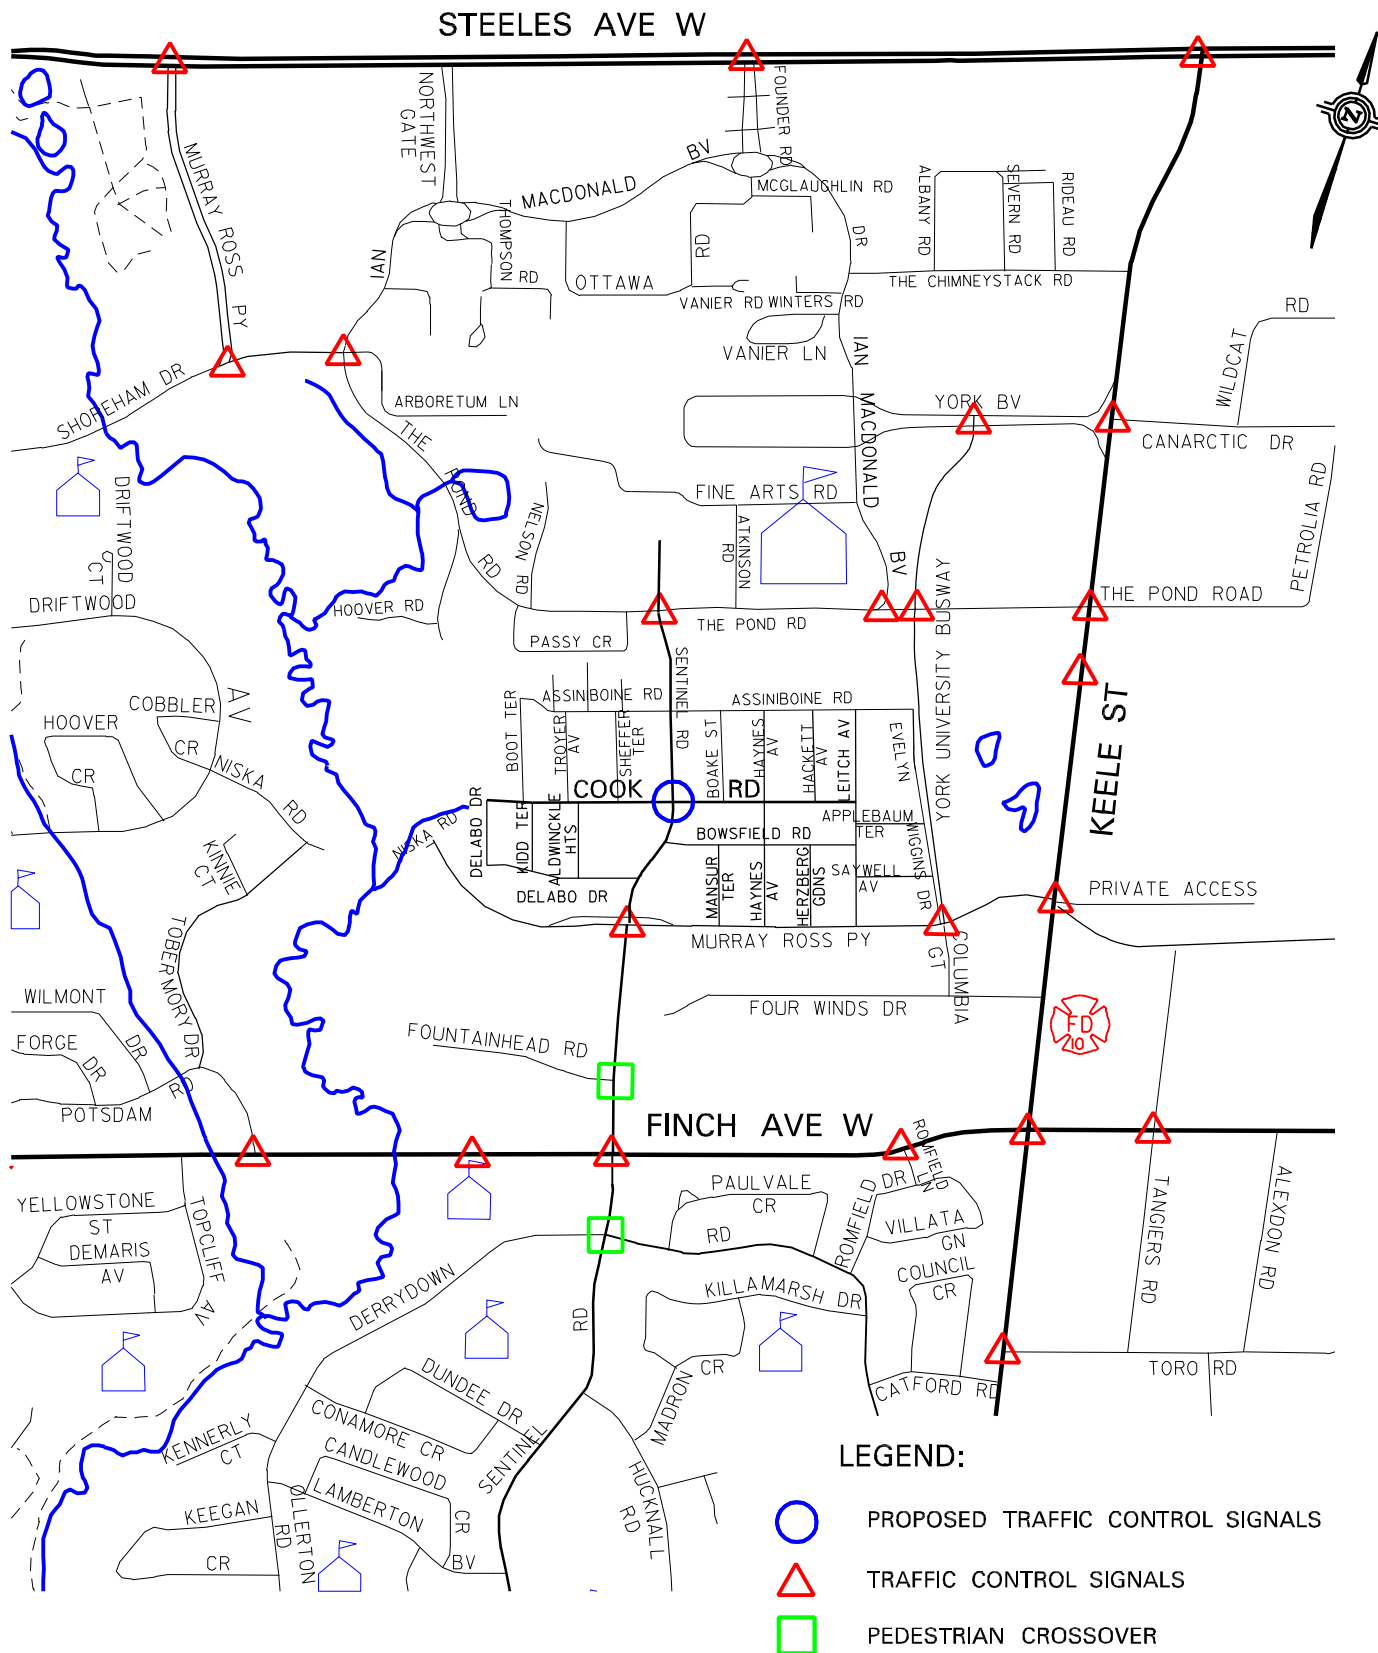 STEELES AVE W
NORTHWEST
GATE
FOUNDER RD
MURRAY ROSS PY
IAN
MACDONALD
BV
THOMPSON
RD
MCGLAUGHLIN RD
ALBANY RD
SEVERN RD
RIDEAU RD
DR
OTTAWA
RD
VANIER RD
WINTERS RD
THE CHIMNEYSTACK RD
VANIER LN
IAN
MACDONALD
BV
WILDCAT
RD
SHOREHAM DR
ARBORETUM LN
YORK BV
CANARCTIC DR
THE
POND
RD
DRIFTWOOD
CT
NELSON RD
FINE ARTS RD
ATKINSON
RD
PETROLIA RD
DRIFTWOOD
AV
HOOVER RD
THE POND RD
THE POND ROAD
PASSY CR
YORK UNIVERSITY BUSWAY
SENTINEL RD
KEELE ST
COBBLER
CR
HOOVER
CR
NISKA
RD
ASSINIBOINE RD
ASSINIBOINE RD
BOOT TER
TROYER
AV
SHEFFER
TER
BOAKE ST
HAYNES
AV
HACKETT
AV
LEITCH AV
EVELYN
WIGGINS DR
COOK
RD
APPLEBAUM
TER
DELABO DR
KIDD TER
ALDWINCKLE
HTS
NISKA RD
BOWSFIELD RD
KINNIE
CT
DELABO DR
MANSUR
TER
HAYNES
AV
HERZBERG
GDNS
SAYWELL
AV
PRIVATE ACCESS
MURRAY ROSS PY
COLUMBIA
GT
TOBERMORY DR
WILMONT
DR
FOUR WINDS DR
FORGE
DR
FOUNTAINHEAD RD
FD
10
POTSDAM
RD
FINCH AVE W
ROMFIELD
LN
YELLOWSTONE
ST
DEMARIS
AV
TOPCLIFF
AV
PAULVALE
CR
RD
ROMFIELD
DR
VILLATA
GN
TANGIERS RD
ALEXDON RD
DERRYDOWN
RD
KILLAMARSH DR
COUNCIL
CR
MADRON
CR
CATFORD RD
TORO RD
DUNDEE DR
CONAMORE CR
KENNERLY
CT
CANDLEWOOD
CR
SENTINEL
HUCKNALL
RD
LAMBERTON
BV
KEEGAN
CR
OLLERTON
RD
N
LEGEND:
PROPOSED TRAFFIC CONTROL SIGNALS
TRAFFIC CONTROL SIGNALS
PEDESTRIAN CROSSOVER